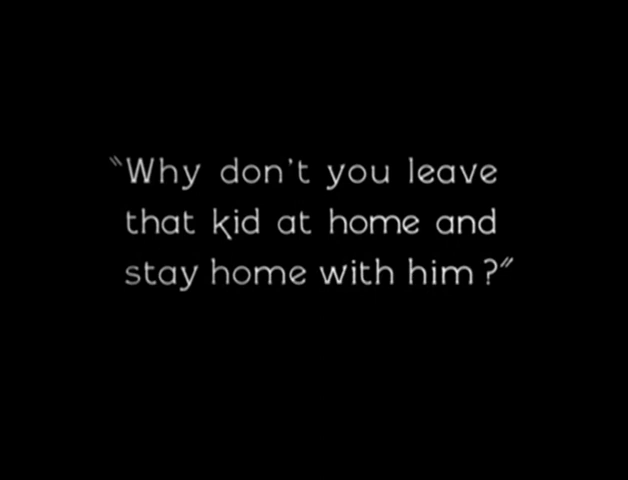 "Why don't you leave
that kid at home and
stay home with him?"